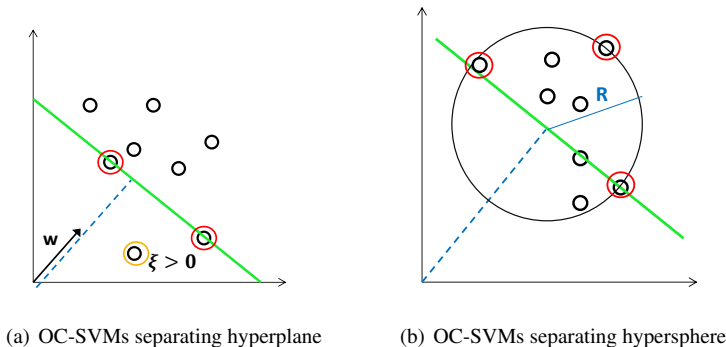 R
w
ξ > 0
(a) OC-SVMs separating hyperplane
(b) OC-SVMs separating hypersphere